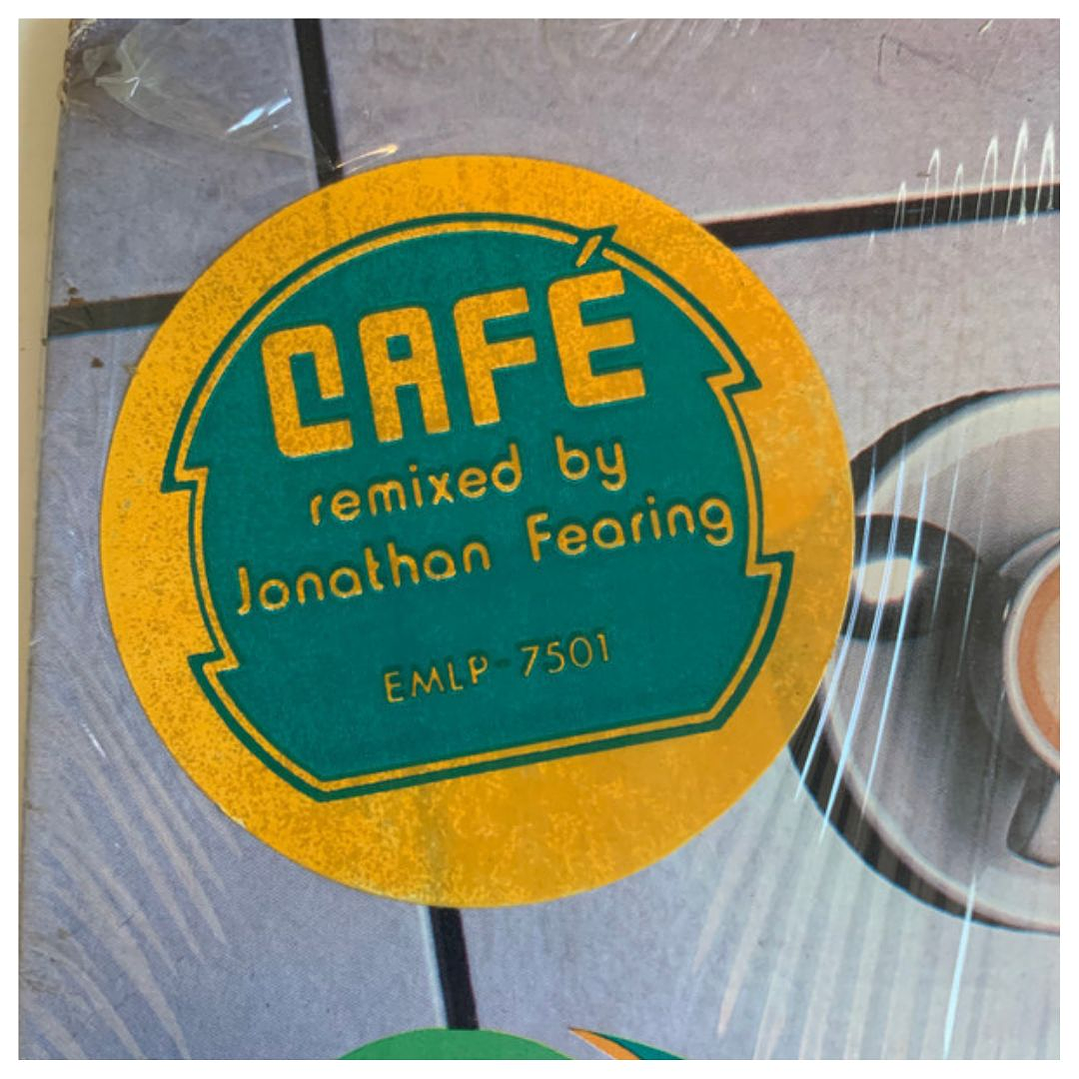 CAFÉ
remixed by
Jonathan Fearing
EMLP-7501